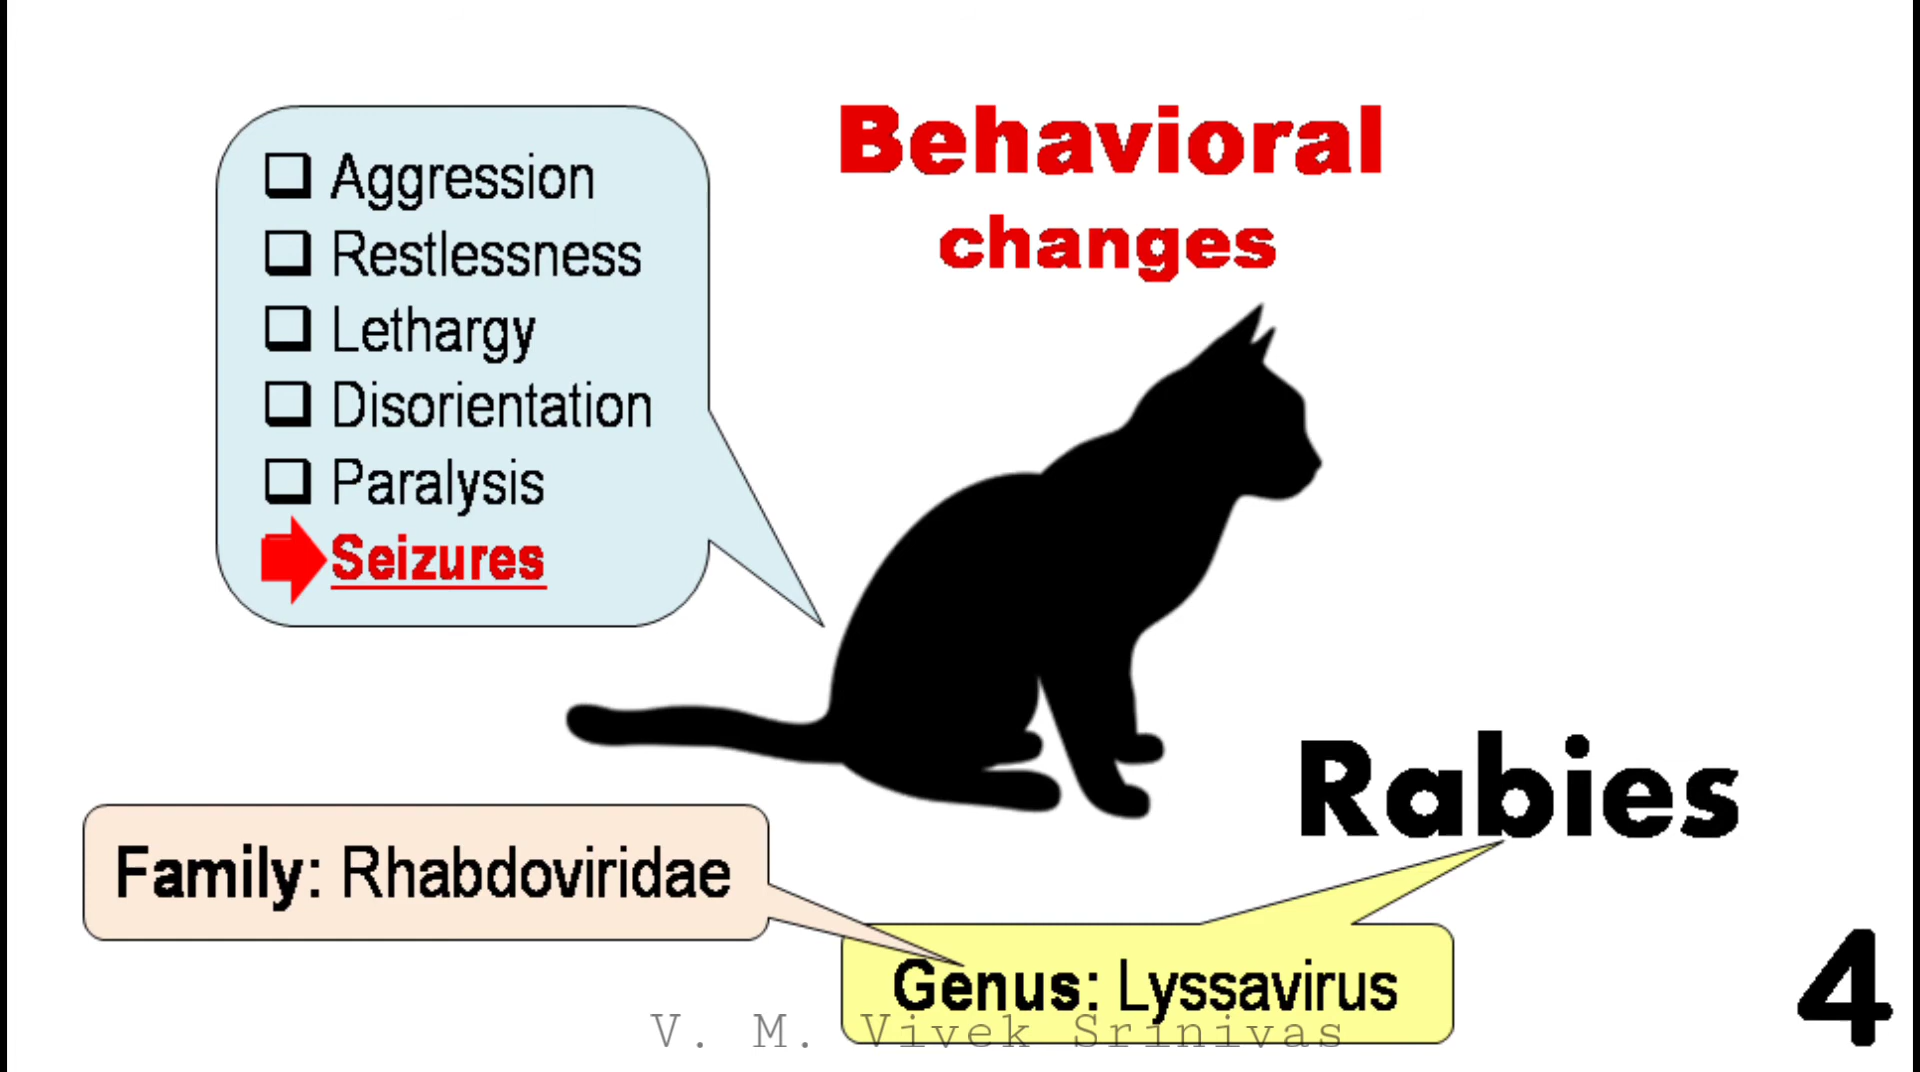 Behavioral
changes
Aggression
Restlessness
Lethargy
Disorientation
Paralysis
Seizures
Rabies
Family: Rhabdoviridae
Genus: Lyssavirus
V. M. Vivek Srinivas
4